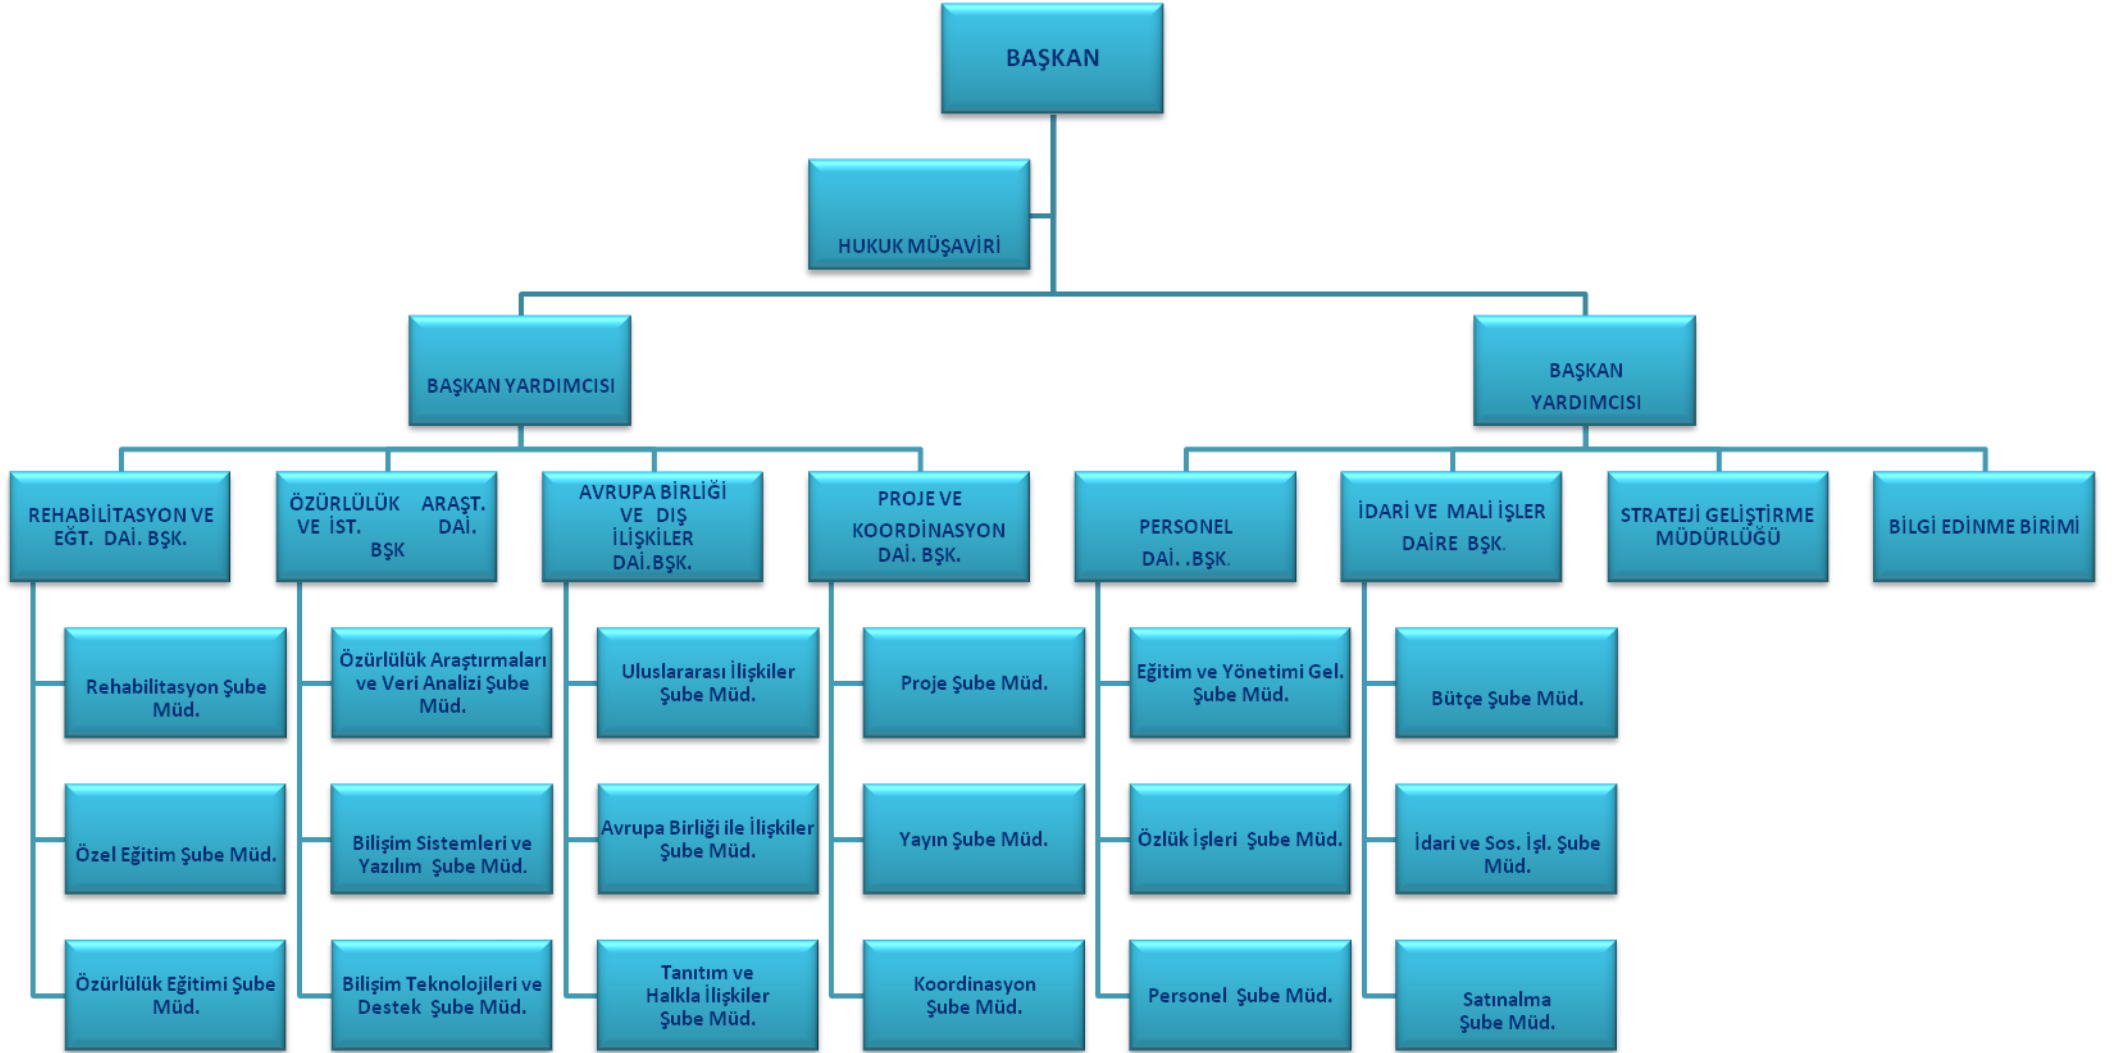 BAŞKAN
HUKUK MÜŞAVİRİ
BAŞKAN YARDIMCISI
BAŞKAN
YARDIMCISI
REHABİLİTASYON VE
EĞT. DAİ. BŞK.
ÖZÜRLÜLÜK ARAŞT.
VE İST. DAİ.
BŞK
AVRUPA BİRLİĞİ
VE DIŞ
İLİŞKİLER
DAİ.BŞK.
PROJE VE
KOORDİNASYON
DAİ. BŞK.
PERSONEL
DAİ. .BŞK.
İDARİ VE MALİ İŞLER
DAİRE BŞK.
STRATEJİ GELİŞTİRME
MÜDÜRLÜĞÜ
BİLGİ EDİNME BİRİMİ
Rehabilitasyon Şube
Müd.
Özürlülük Araştırmaları
ve Veri Analizi Şube
Müd.
Uluslararası İlişkiler
Şube Müd.
Proje Şube Müd.
Eğitim ve Yönetimi Gel.
Şube Müd.
Bütçe Şube Müd.
Özel Eğitim Şube Müd.
Bilişim Sistemleri ve
Yazılım Şube Müd.
Avrupa Birliği ile İlişkiler
Şube Müd.
Yayın Şube Müd.
Özlük İşleri Şube Müd.
İdari ve Sos. İşl. Şube
Müd.
Özürlülük Eğitimi Şube
Müd.
Bilişim Teknolojileri ve
Destek Şube Müd.
Tanıtım ve
Halkla İlişkiler
Şube Müd.
Koordinasyon
Şube Müd.
Personel Şube Müd.
Satınalma
Şube Müd.